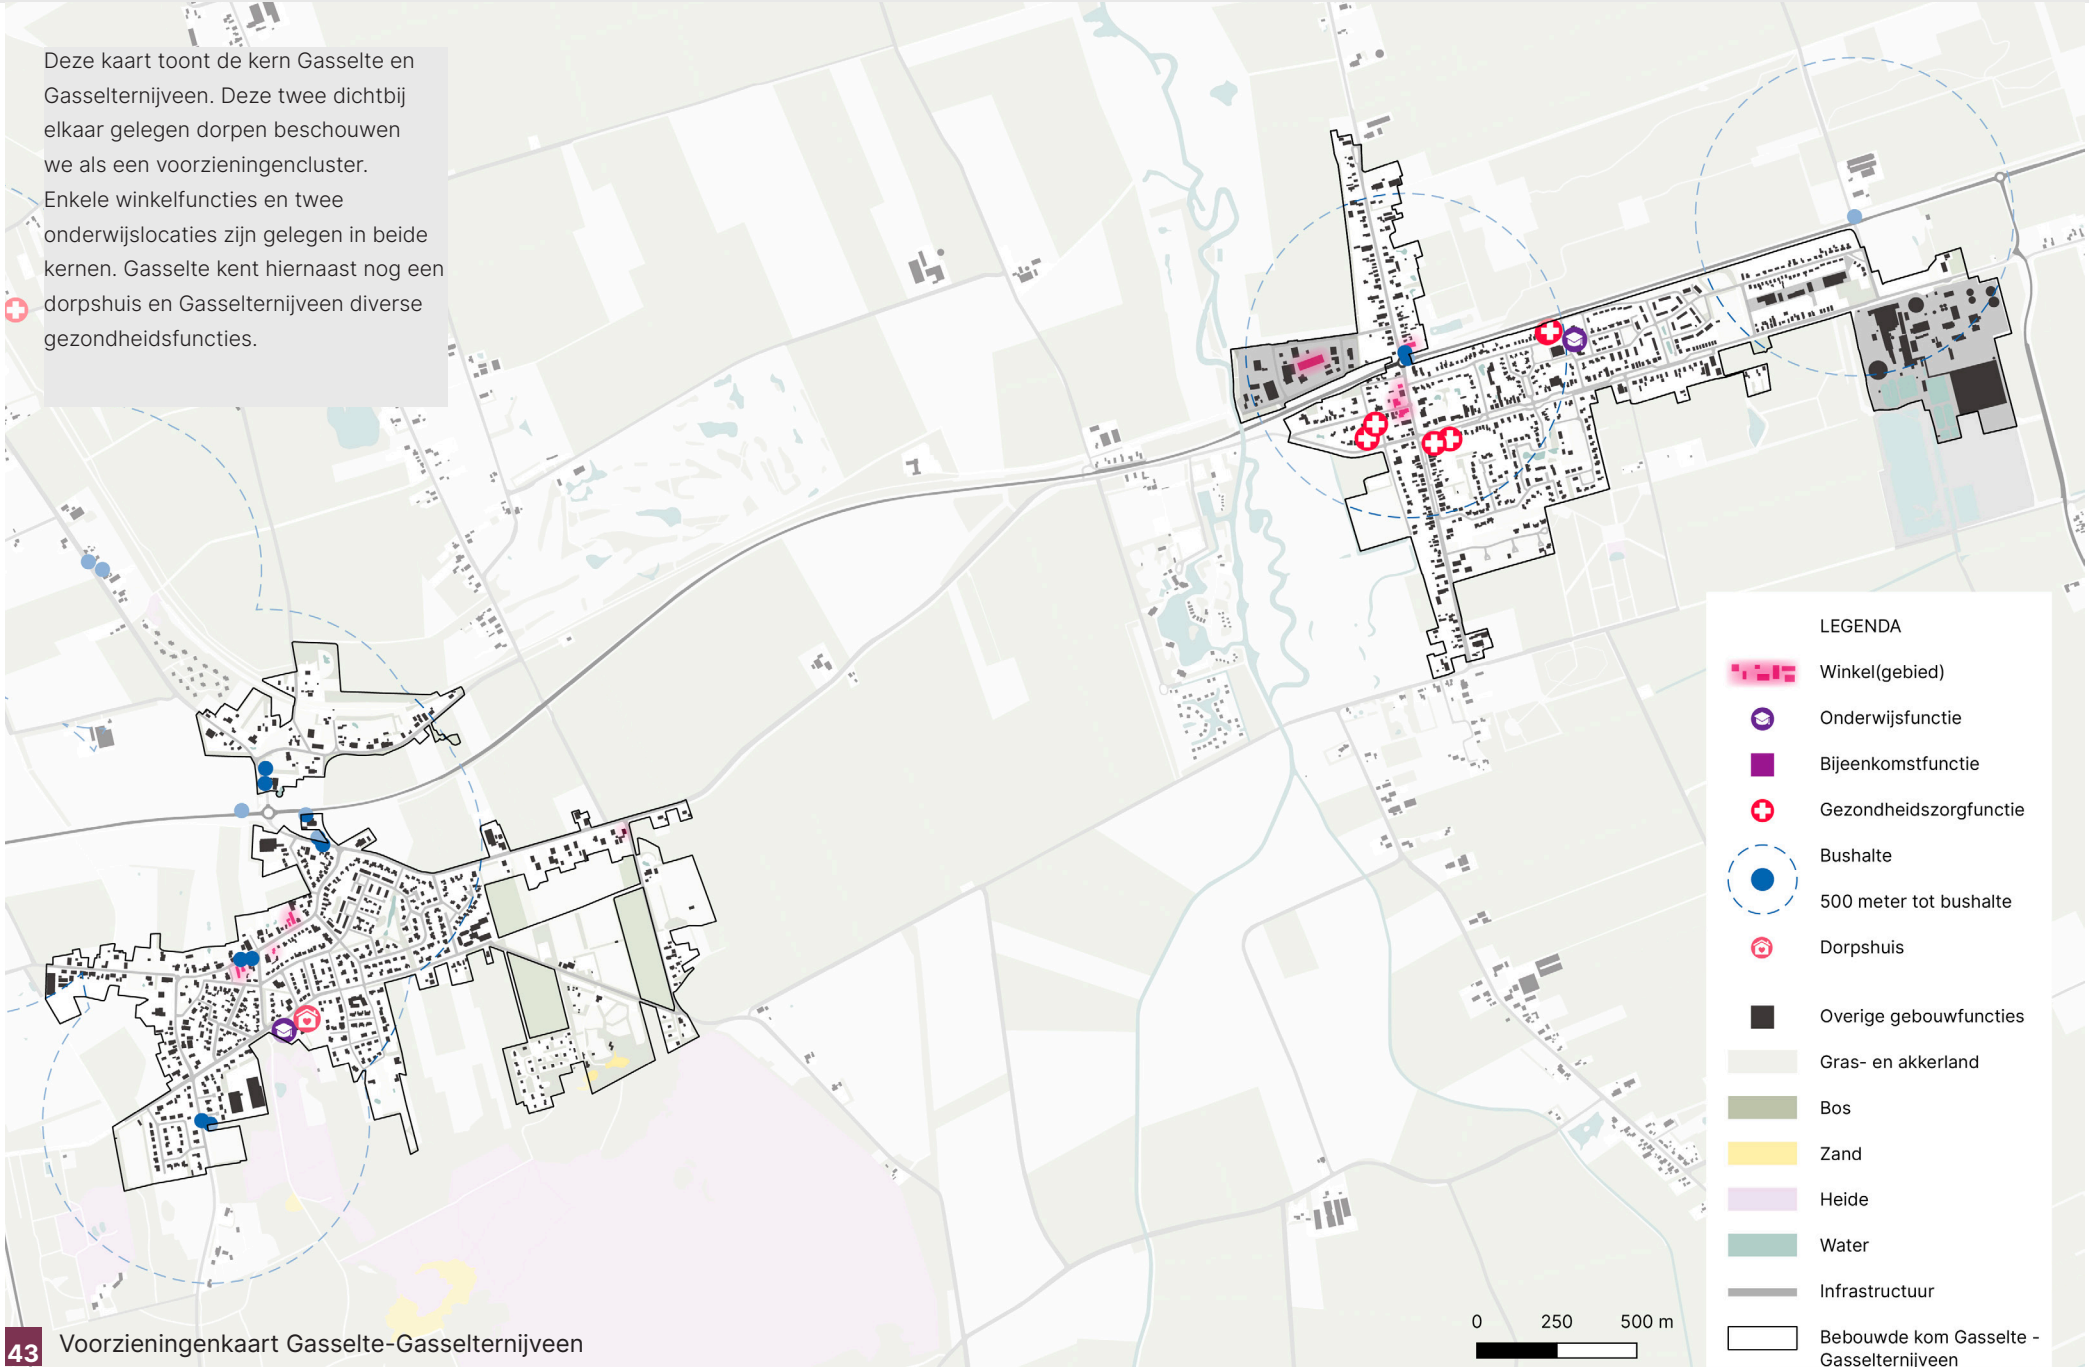 Deze kaart toont de kern Gasselte en
Gasselternijveen. Deze twee dichtbij
elkaar gelegen dorpen beschouwen
we als een voorzieningencluster.
Enkele winkelfuncties en twee
onderwijslocaties zijn gelegen in beide
kernen. Gasselte kent hiernaast nog een
dorpshuis en Gasselternijveen diverse
gezondheidsfuncties.
LEGENDA
Winkel(gebied)
Onderwijsfunctie
Bijeenkomstfunctie
Gezondheidszorgfunctie
Bushalte
500 meter tot bushalte
Dorpshuis
Overige gebouwfuncties
Gras- en akkerland
Bos
Zand
Heide
Water
Infrastructuur
Bebouwde kom Gasselte -
Gasselternijveen
0 250 500 m
43 Voorzieningenkaart Gasselte-Gasselternijveen